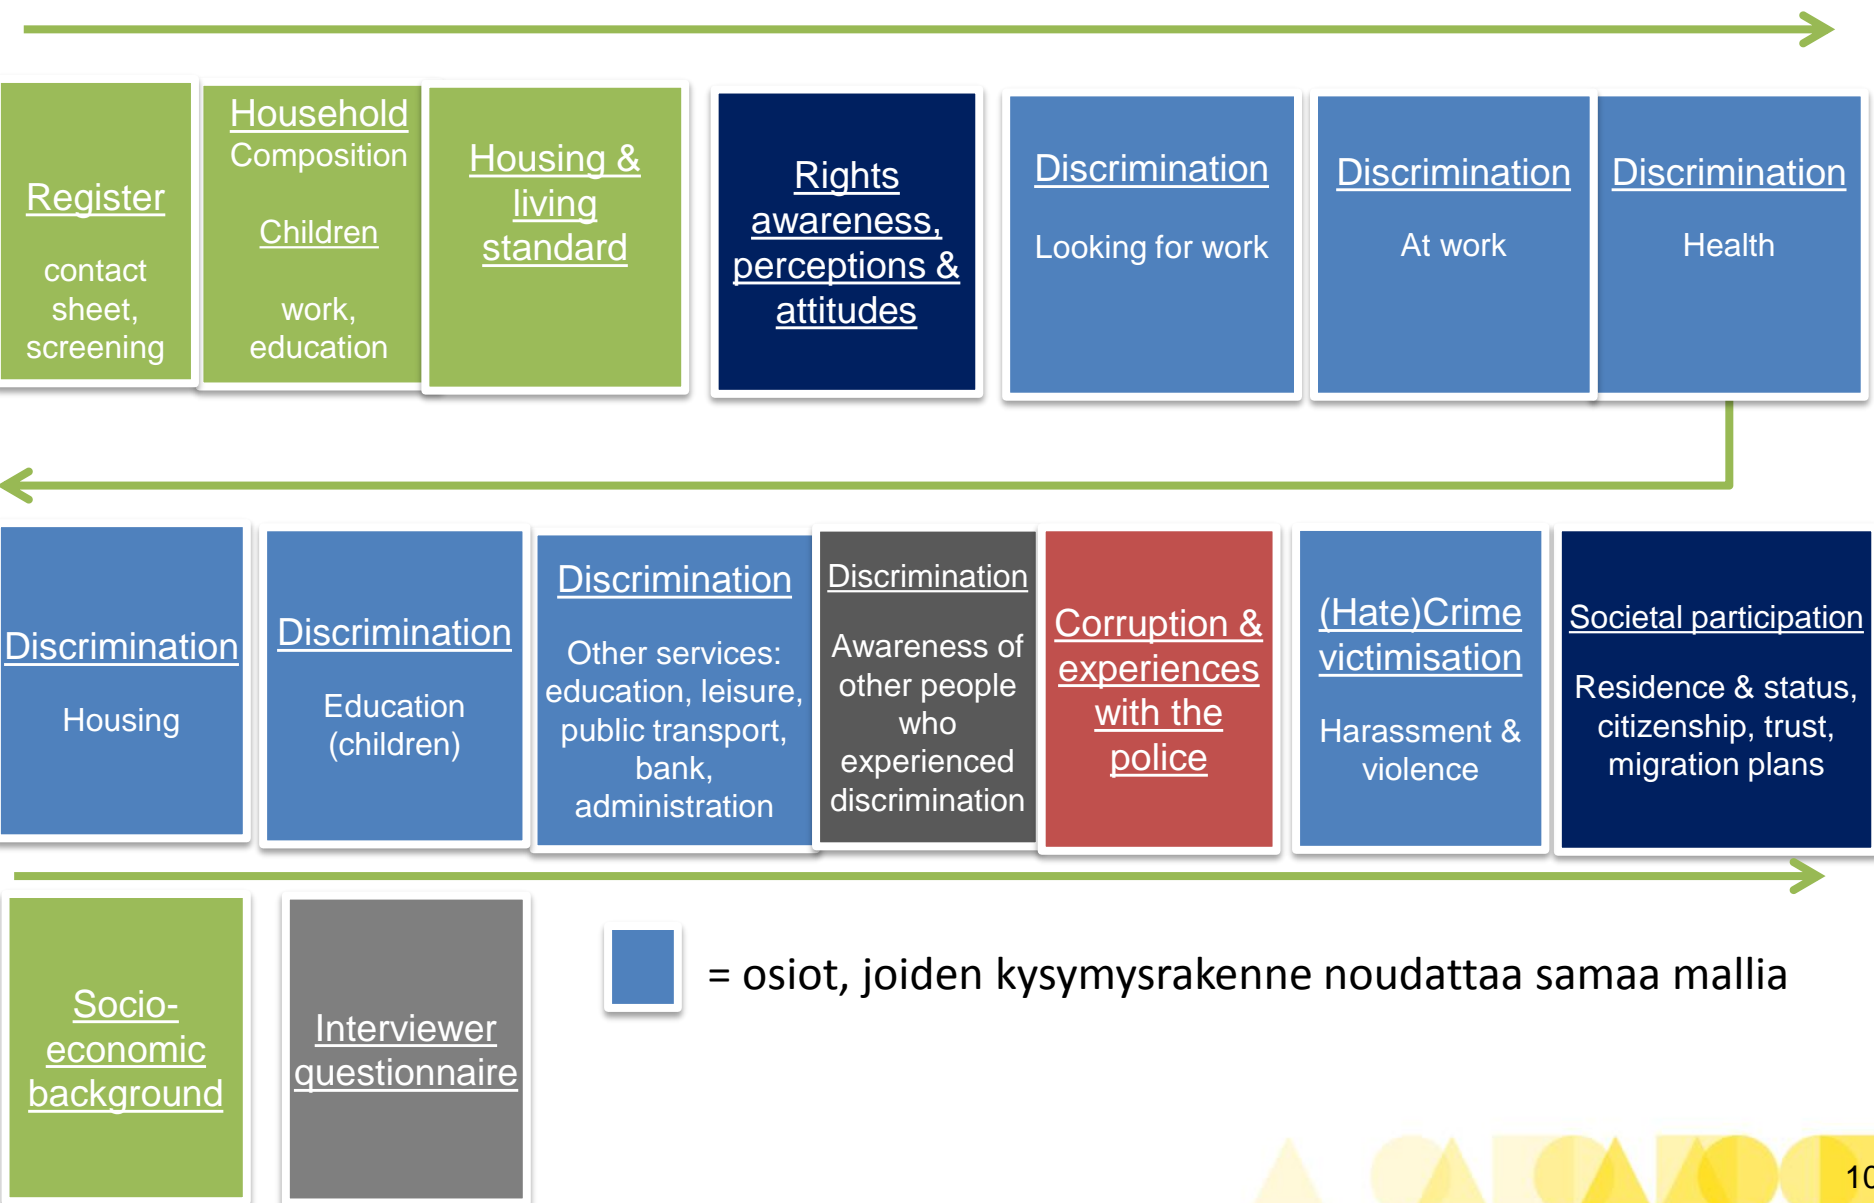 Register
contact
sheet,
screening
Household
Composition
Children
work,
education
Housing &
living
standard
Rights
awareness,
perceptions &
attitudes
Discrimination
Looking for work
Discrimination
At work
Discrimination
Health
Discrimination
Housing
Discrimination
Education
(children)
Discrimination
Other services:
education, leisure,
public transport,
bank,
administration
Discrimination
Awareness of
other people
who
experienced
discrimination
Corruption &
experiences
with the
police
(Hate)Crime
victimisation
Harassment &
violence
Societal participation
Residence & status,
citizenship, trust,
migration plans
Socio-
economic
background
Interviewer
questionnaire
= osiot, joiden kysymysrakenne noudattaa samaa mallia
10